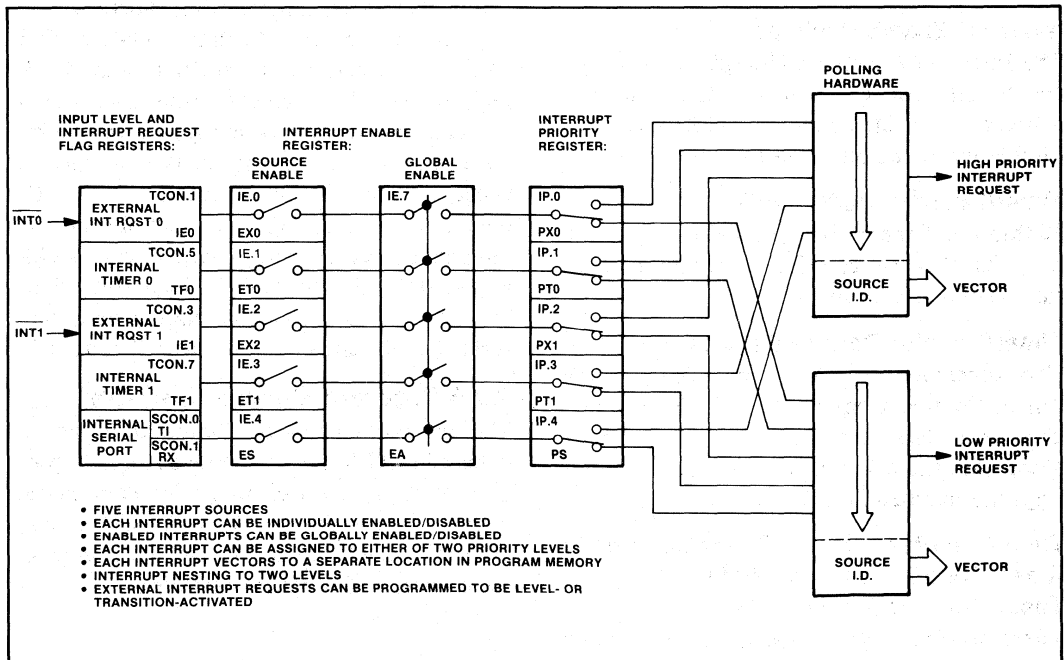 POLLING
HARDWARE
INPUT LEVEL AND
INTERRUPT REQUEST
FLAG REGISTERS:
INTERRUPT ENABLE
REGISTER:
SOURCE
ENABLE
GLOBAL
ENABLE
INTERRUPT
PRIORITY
REGISTER:
INT0
TCON.1
EXTERNAL
INT RQST 0
IE0
TCON.5
INTERNAL
TIMER 0
TF0
INT1
TCON.3
EXTERNAL
INT RQST 1
IE1
TCON.7
INTERNAL
TIMER 1
TF1
INTERNAL
SERIAL
PORT
SCON.0
TI
SCON.1
RX
IE.0
EX0
IE.1
ET0
IE.2
EX2
IE.3
ET1
IE.4
ES
IE.7
EA
IP.0
PX0
IP.1
PT0
IP.2
PX1
IP.3
PT1
IP.4
PS
HIGH PRIORITY
INTERRUPT
REQUEST
SOURCE
I.D.
VECTOR
LOW PRIORITY
INTERRUPT
REQUEST
SOURCE
I.D.
VECTOR
• FIVE INTERRUPT SOURCES
• EACH INTERRUPT CAN BE INDIVIDUALLY ENABLED/DISABLED
• ENABLED INTERRUPTS CAN BE GLOBALLY ENABLED/DISABLED
• EACH INTERRUPT CAN BE ASSIGNED TO EITHER OF TWO PRIORITY LEVELS
• EACH INTERRUPT VECTORS TO A SEPARATE LOCATION IN PROGRAM MEMORY
• INTERRUPT NESTING TO TWO LEVELS
• EXTERNAL INTERRUPT REQUESTS CAN BE PROGRAMMED TO BE LEVEL- OR
TRANSITION-ACTIVATED